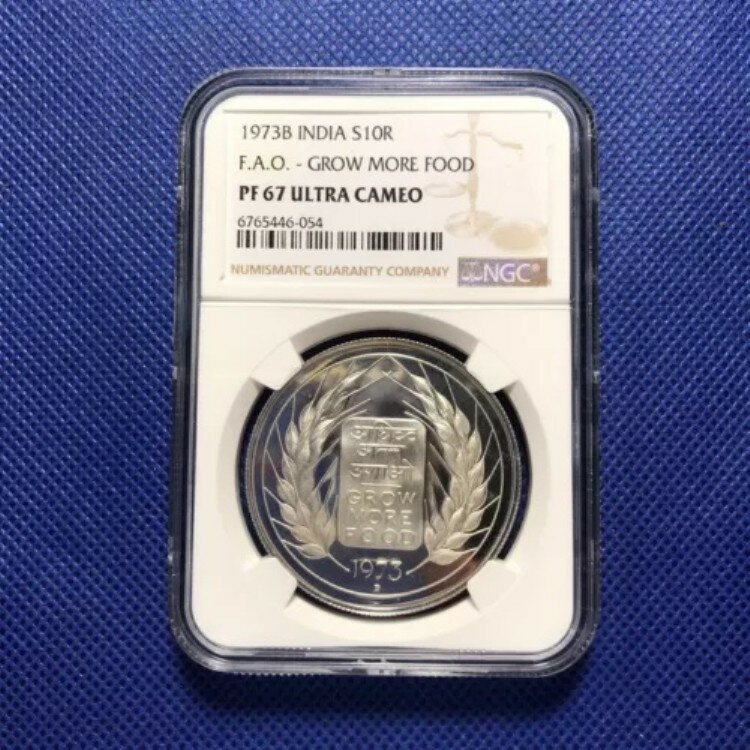 1973B INDIA S10R
F.A.O. - GROW MORE FOOD
PF 67 ULTRA CAMEO
6765446-054
NUMISMATIC GUARANTY COMPANY NGC®
अधिक
अन्न
उगाओ
GROW
MORE
FOOD
1973